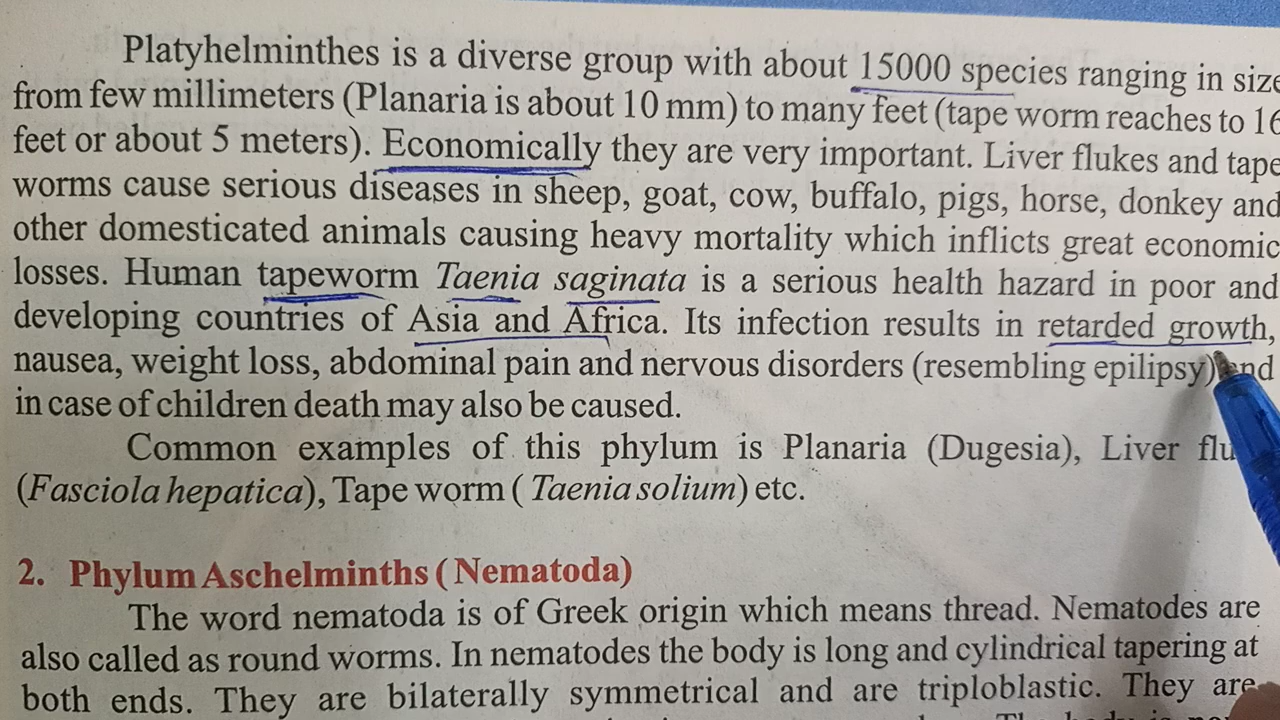 Platyhelminthes is a diverse group with about 15000 species ranging in size
from few millimeters (Planaria is about 10 mm) to many feet (tape worm reaches to 16
feet or about 5 meters). Economically they are very important. Liver flukes and tape
worms cause serious diseases in sheep, goat, cow, buffalo, pigs, horse, donkey and
other domesticated animals causing heavy mortality which inflicts great economic
losses. Human tapeworm Taenia saginata is a serious health hazard in poor and
developing countries of Asia and Africa. Its infection results in retarded growth,
nausea, weight loss, abdominal pain and nervous disorders (resembling epilipsy) and
in case of children death may also be caused.
Common examples of this phylum is Planaria (Dugesia), Liver
(Fasciola hepatica), Tape worm ( Taenia solium) etc.
2. Phylum Aschelminths ( Nematoda)
The word nematoda is of Greek origin which means thread. Nematodes are
also called as round worms. In nematodes the body is long and cylindrical tapering at
both ends. They are bilaterally symmetrical and are triploblastic. They are